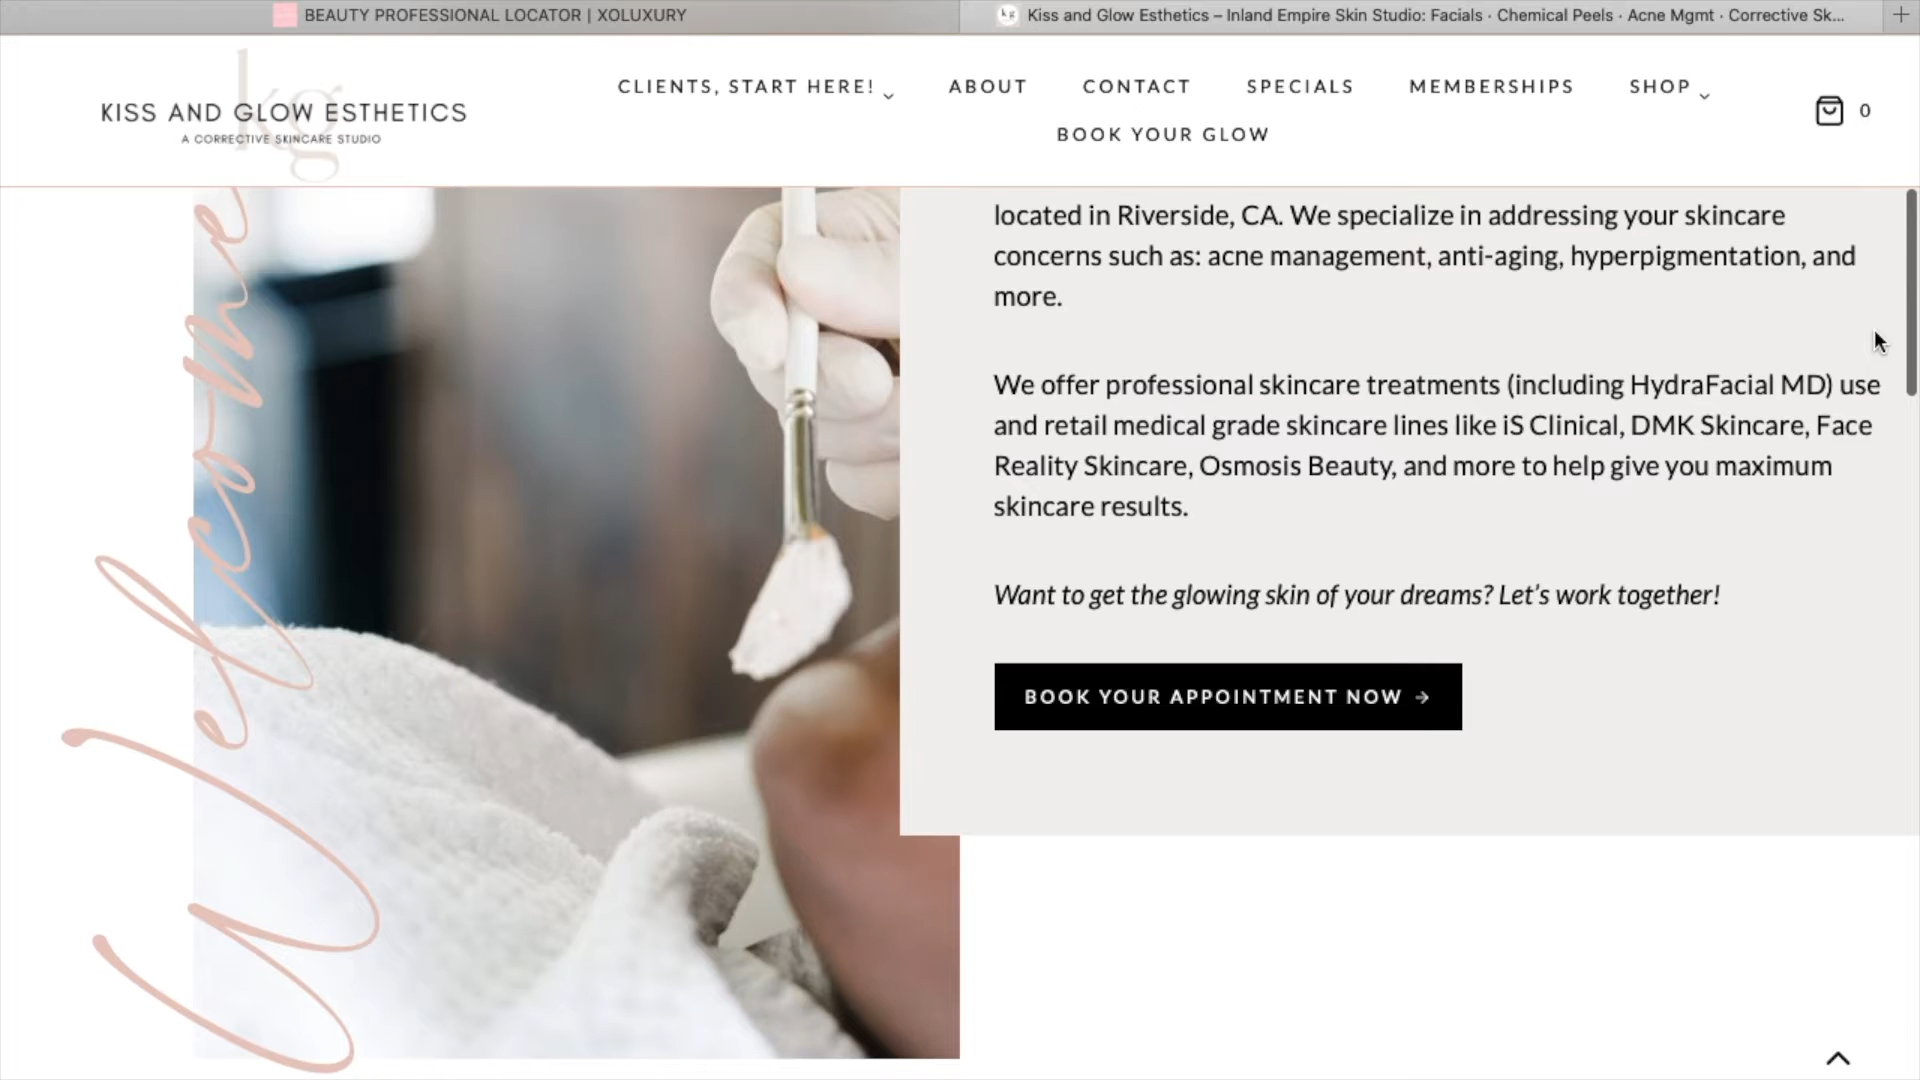 BEAUTY PROFESSIONAL LOCATOR | XOLUXURY
kg
Kiss and Glow Esthetics – Inland Empire Skin Studio: Facials · Chemical Peels · Acne Mgmt · Corrective Sk...
kg
KISS AND GLOW ESTHETICS
A CORRECTIVE SKINCARE STUDIO
CLIENTS, START HERE!
ABOUT
CONTACT
SPECIALS
MEMBERSHIPS
SHOP
BOOK YOUR GLOW
0
Welcome
located in Riverside, CA. We specialize in addressing your skincare
concerns such as: acne management, anti-aging, hyperpigmentation, and
more.
We offer professional skincare treatments (including HydraFacial MD) use
and retail medical grade skincare lines like iS Clinical, DMK Skincare, Face
Reality Skincare, Osmosis Beauty, and more to help give you maximum
skincare results.
Want to get the glowing skin of your dreams? Let's work together!
BOOK YOUR APPOINTMENT NOW →